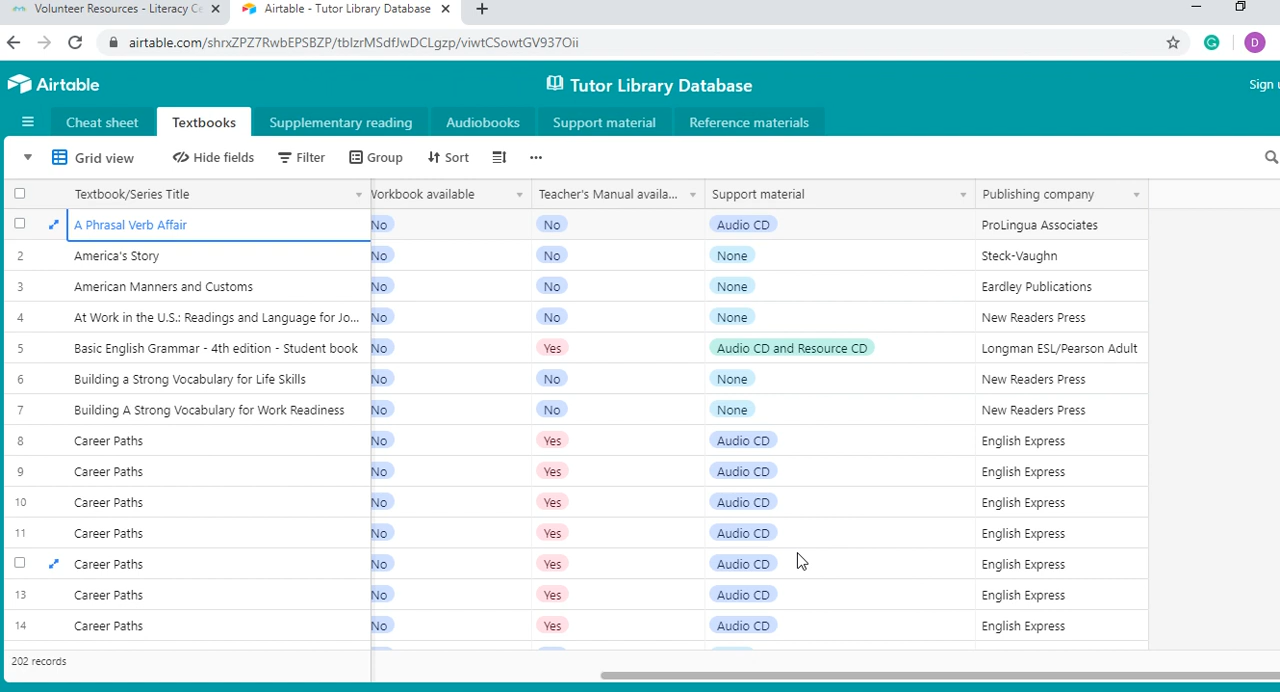 Volunteer Resources - Literacy Ce
Airtable - Tutor Library Database
airtable.com/shrxZPZ7RwbEPSBZP/tblzrMSdfJwDCLgzp/viwtCSowtGV937Oii
G
D
Airtable
Tutor Library Database
Sign u
Cheat sheet Textbooks Supplementary reading Audiobooks Support material Reference materials
Grid view Hide fields Filter Group Sort
Textbook/Series Title Workbook available Teacher's Manual availa... Support material Publishing company
A Phrasal Verb Affair No No Audio CD ProLingua Associates
2 America's Story No No None Steck-Vaughn
3 American Manners and Customs No No None Eardley Publications
4 At Work in the U.S.: Readings and Language for Jo... No No None New Readers Press
5 Basic English Grammar - 4th edition - Student book No Yes Audio CD and Resource CD Longman ESL/Pearson Adult
6 Building a Strong Vocabulary for Life Skills No No None New Readers Press
7 Building A Strong Vocabulary for Work Readiness No No None New Readers Press
8 Career Paths No Yes Audio CD English Express
9 Career Paths No Yes Audio CD English Express
10 Career Paths No Yes Audio CD English Express
11 Career Paths No Yes Audio CD English Express
Career Paths No Yes Audio CD English Express
13 Career Paths No Yes Audio CD English Express
14 Career Paths No Yes Audio CD English Express
202 records